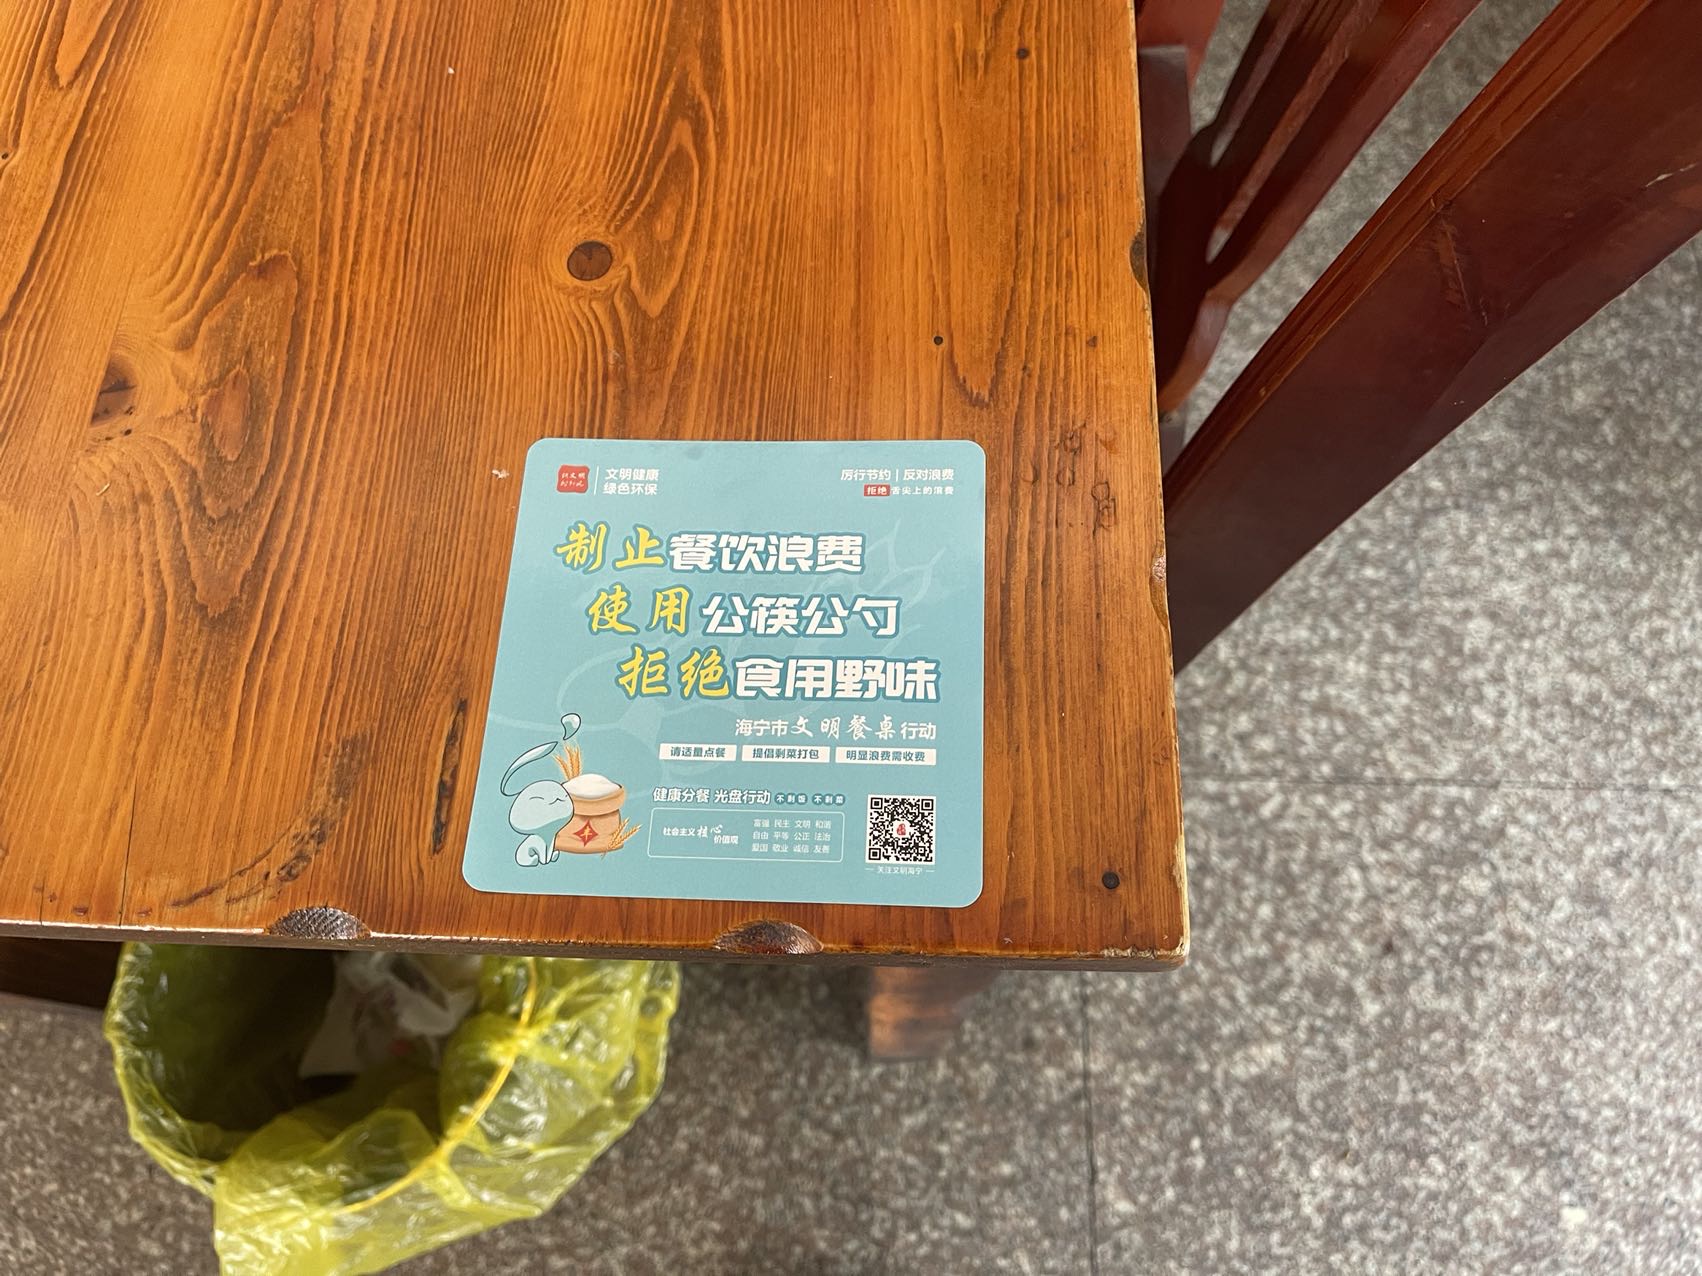 文明健康
绿色环保
厉行节约|反对浪费
拒绝舌尖上的浪费
制止餐饮浪费
使用公筷公勺
拒绝食用野味
海宁市文明餐桌行动
请适量点餐 提倡剩菜打包 明显浪费需收费
健康分餐 光盘行动 不剩饭 不剩菜
社会主义核心价值观
富强 民主 文明 和谐
自由 平等 公正 法治
爱国 敬业 诚信 友善
丰
关注文明海宁